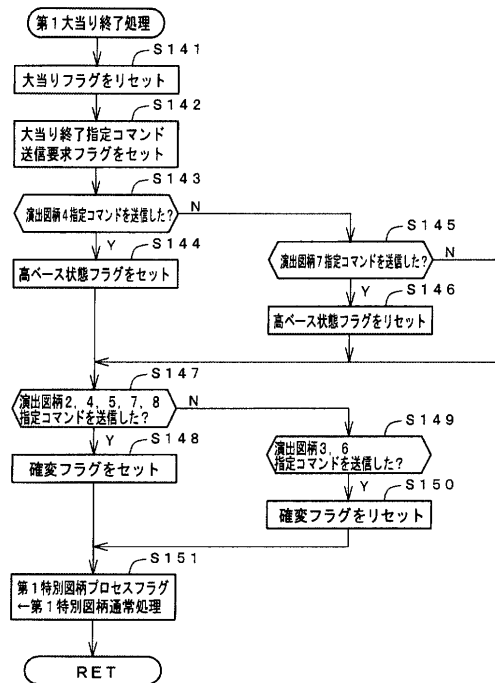 第１大当り終了処理
S141
大当りフラグをリセット
S142
大当り終了指定コマンド
送信要求フラグをセット
S143
演出図柄4指定コマンドを送信した？
N
Y
S144
高ベース状態フラグをセット
S145
演出図柄7指定コマンドを送信した？
N
Y
S146
高ベース状態フラグをリセット
S147
演出図柄2，4，5，7，8
指定コマンドを送信した？
N
Y
S148
確変フラグをセット
S149
演出図柄3，6
指定コマンドを送信した？
Y
S150
確変フラグをリセット
S151
第１特別図柄プロセスフラグ
←第１特別図柄通常処理
RET